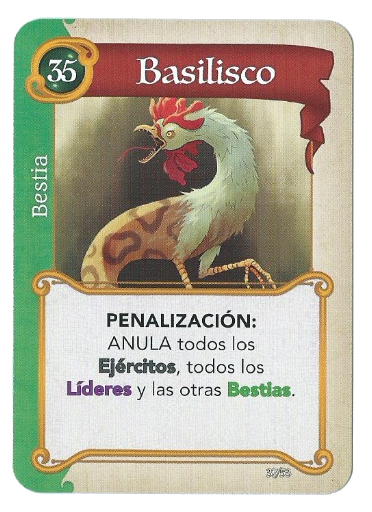 35
Basilisco
Bestia
PENALIZACIÓN:
ANULA todos los
Ejércitos, todos los
Líderes y las otras Bestias.